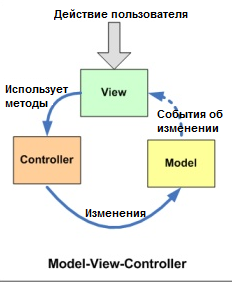 Действие пользователя
View
Использует
методы
События об
изменении
Controller
Model
Изменения
Model-View-Controller